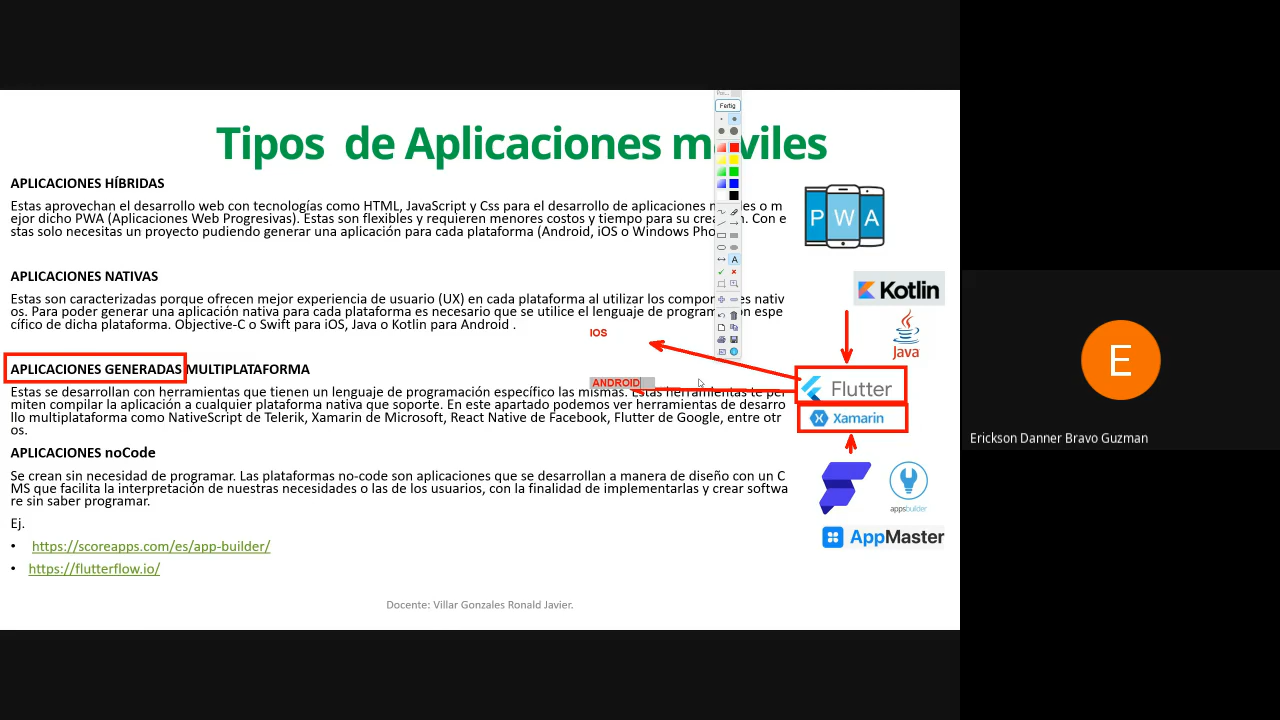 Fertig
Tipos de Aplicaciones móviles
APLICACIONES HÍBRIDAS
Estas aprovechan el desarrollo web con tecnologías como HTML, JavaScript y Css para el desarrollo de aplicaciones o m
ejor dicho PWA (Aplicaciones Web Progresivas). Estas son flexibles y requieren menores costos y tiempo para su Con e
stas solo necesitas un proyecto pudiendo generar una aplicación para cada plataforma (Android, iOS o Windows Pho
PWA
APLICACIONES NATIVAS
Estas son caracterizadas porque ofrecen mejor experiencia de usuario (UX) en cada plataforma al utilizar los nativ
os. Para poder generar una aplicación nativa para cada plataforma es necesario que se utilice el lenguaje de espe
cífico de dicha plataforma. Objective-C o Swift para iOS, Java o Kotlin para Android .
Kotlin
Java
IOS
APLICACIONES GENERADAS MULTIPLATAFORMA
ANDROID
Estas se desarrollan con herramientas que tienen un lenguaje de programación específico las mismas. Estas herramientas te per
miten compilar la aplicación a cualquier plataforma nativa que soporte. En este apartado podemos ver herramientas de desarro
llo multiplataforma como NativeScript de Telerik, Xamarin de Microsoft, React Native de Facebook, Flutter de Google, entre otr
os.
Flutter
Xamarin
APLICACIONES noCode
Se crean sin necesidad de programar. Las plataformas no-code son aplicaciones que se desarrollan a manera de diseño con un C
MS que facilita la interpretación de nuestras necesidades o las de los usuarios, con la finalidad de implementarlas y crear softwa
re sin saber programar.
Ej.
• https://scoreapps.com/es/app-builder/
• https://flutterflow.io/
appsbuilder
AppMaster
Docente: Villar Gonzales Ronald Javier.
E
Erickson Danner Bravo Guzman